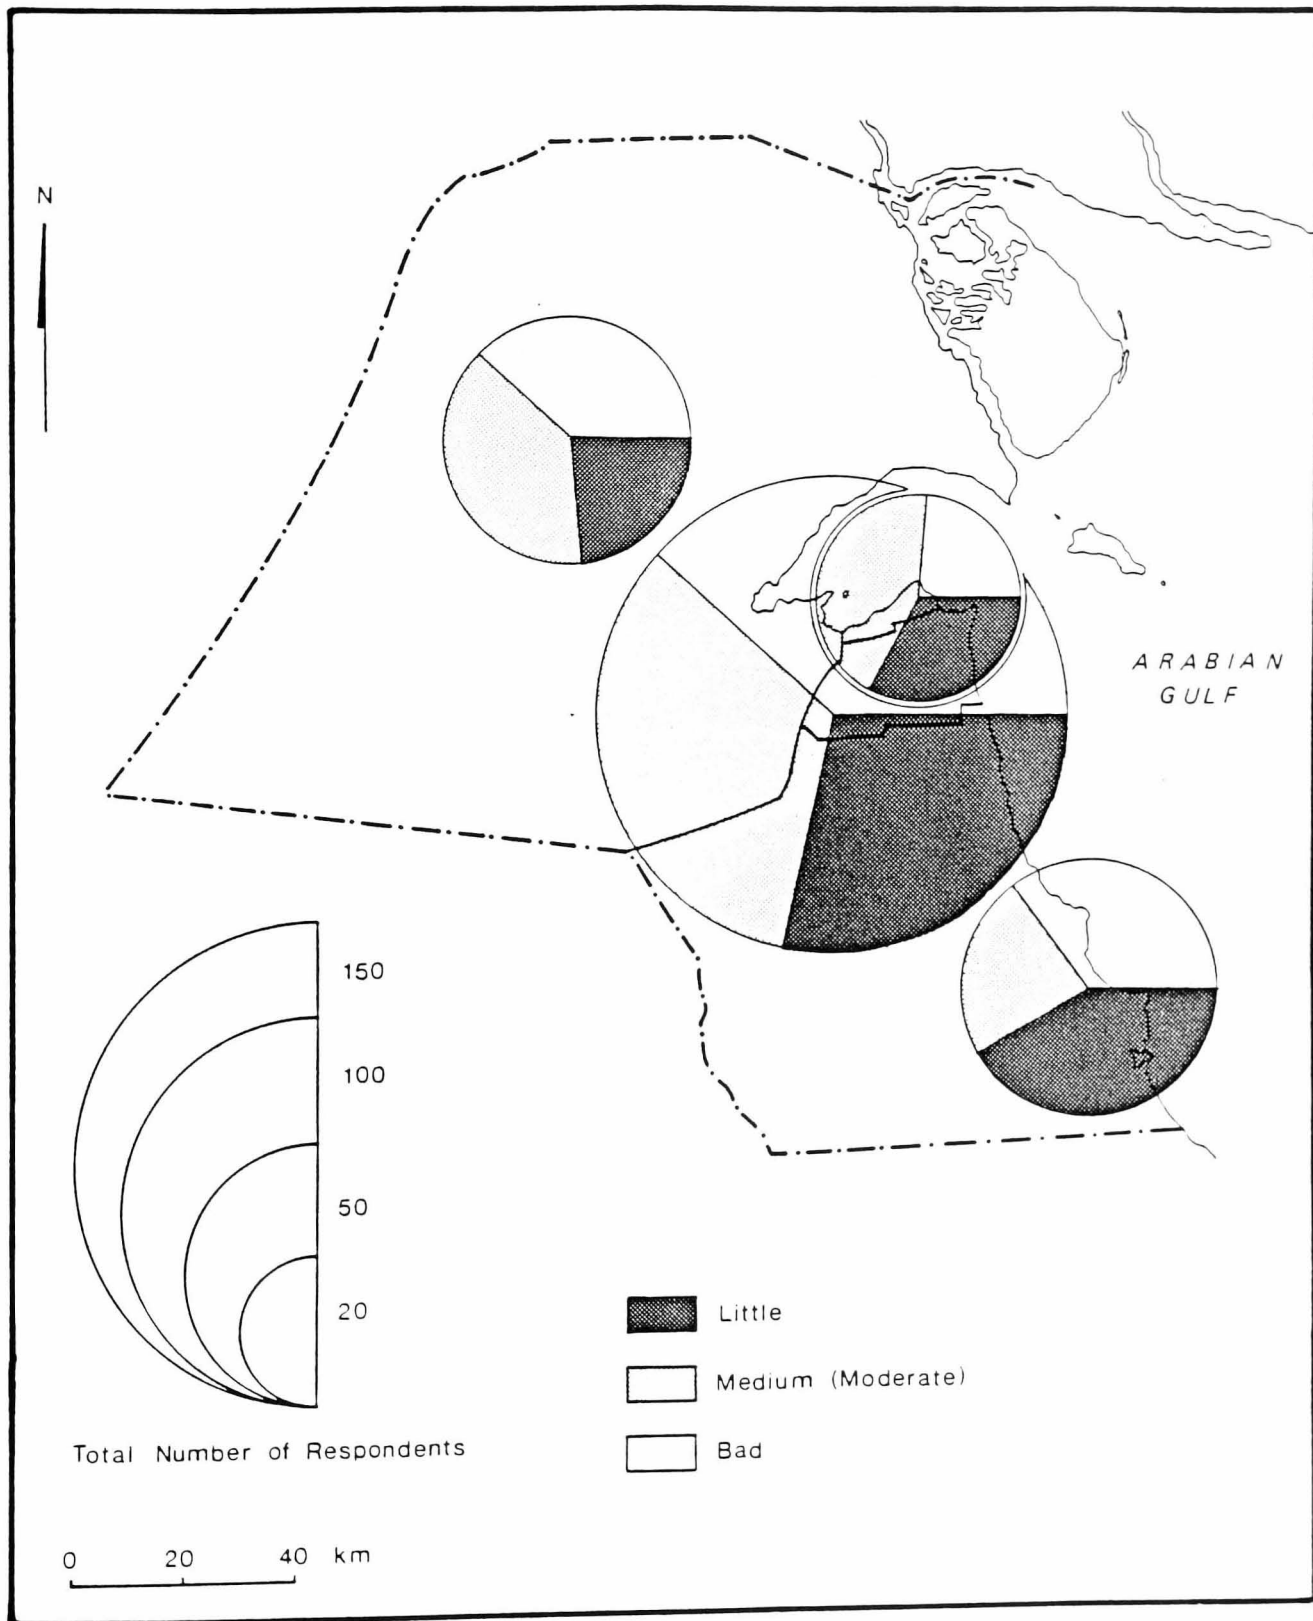 N
ARABIAN
GULF
150
100
50
20
Total Number of Respondents
Little
Medium (Moderate)
Bad
0 20 40 km